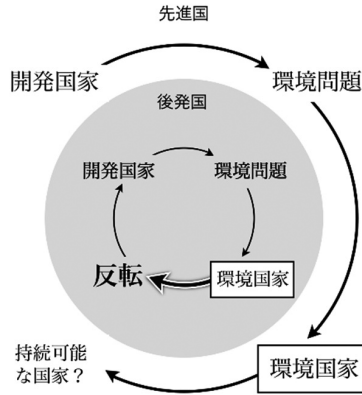 先進国
開発国家
環境問題
後発国
開発国家
環境問題
反転
環境国家
持続可能
な国家？
環境国家